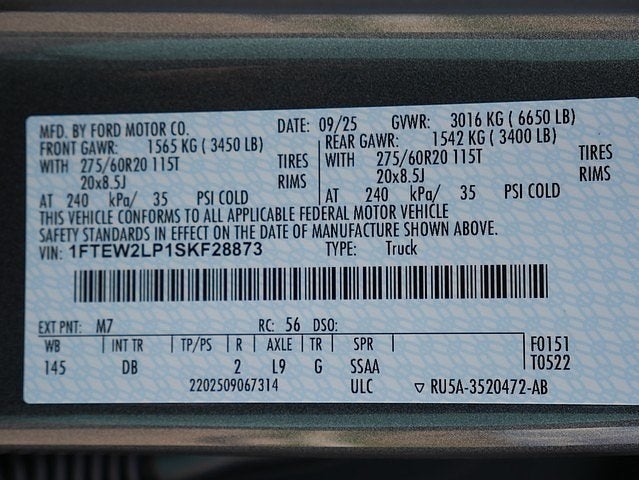 MFD. BY FORD MOTOR CO. DATE: 09/25 GVWR: 3016 KG ( 6650 LB)
FRONT GAWR: 1565 KG ( 3450 LB) REAR GAWR: 1542 KG ( 3400 LB)
WITH 275/60R20 115T TIRES WITH 275/60R20 115T TIRES
20x8.5J RIMS 20x8.5J RIMS
AT 240 kPa/ 35 PSI COLD AT 240 kPa/ 35 PSI COLD
THIS VEHICLE CONFORMS TO ALL APPLICABLE FEDERAL MOTOR VEHICLE
SAFETY STANDARDS IN EFFECT ON THE DATE OF MANUFACTURE SHOWN ABOVE.
VIN: 1FTEW2LP1SKF28873 TYPE: Truck
EXT PNT: M7 RC: 56 DSO:
WB INT TR TP/PS R AXLE TR SPR F0151
145 DB 2 L9 G SSAA T0522
2202509067314 ULC ▽ RU5A-3520472-AB